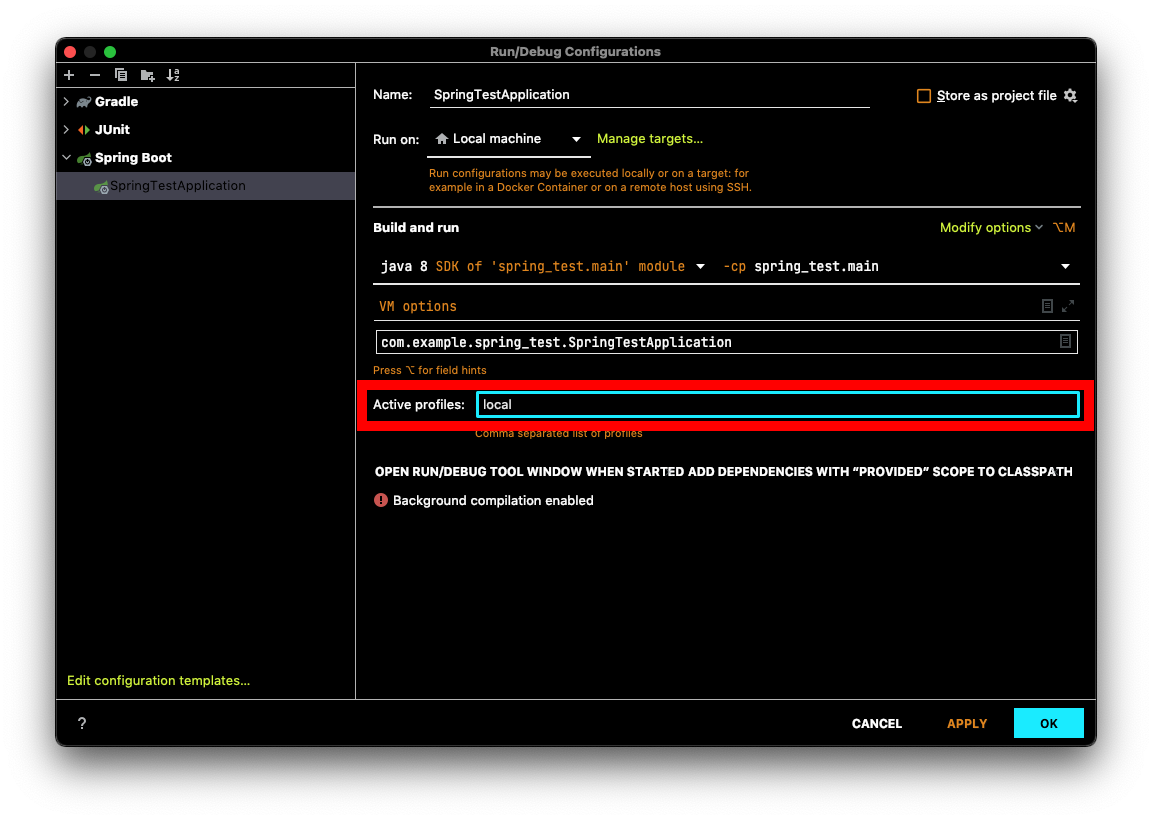 Run/Debug Configurations
Gradle
JUnit
Spring Boot
SpringTestApplication
Edit configuration templates...
Name: SpringTestApplication
Store as project file
Run on: Local machine Manage targets...
Run configurations may be executed locally or on a target: for
example in a Docker Container or on a remote host using SSH.
Build and run Modify options ⌥M
java 8 SDK of 'spring_test.main' module -cp spring_test.main
VM options
com.example.spring_test.SpringTestApplication
Press ⌥ for field hints
Active profiles: local
Comma separated list of profiles
OPEN RUN/DEBUG TOOL WINDOW WHEN STARTED ADD DEPENDENCIES WITH “PROVIDED” SCOPE TO CLASSPATH
Background compilation enabled
? CANCEL APPLY OK